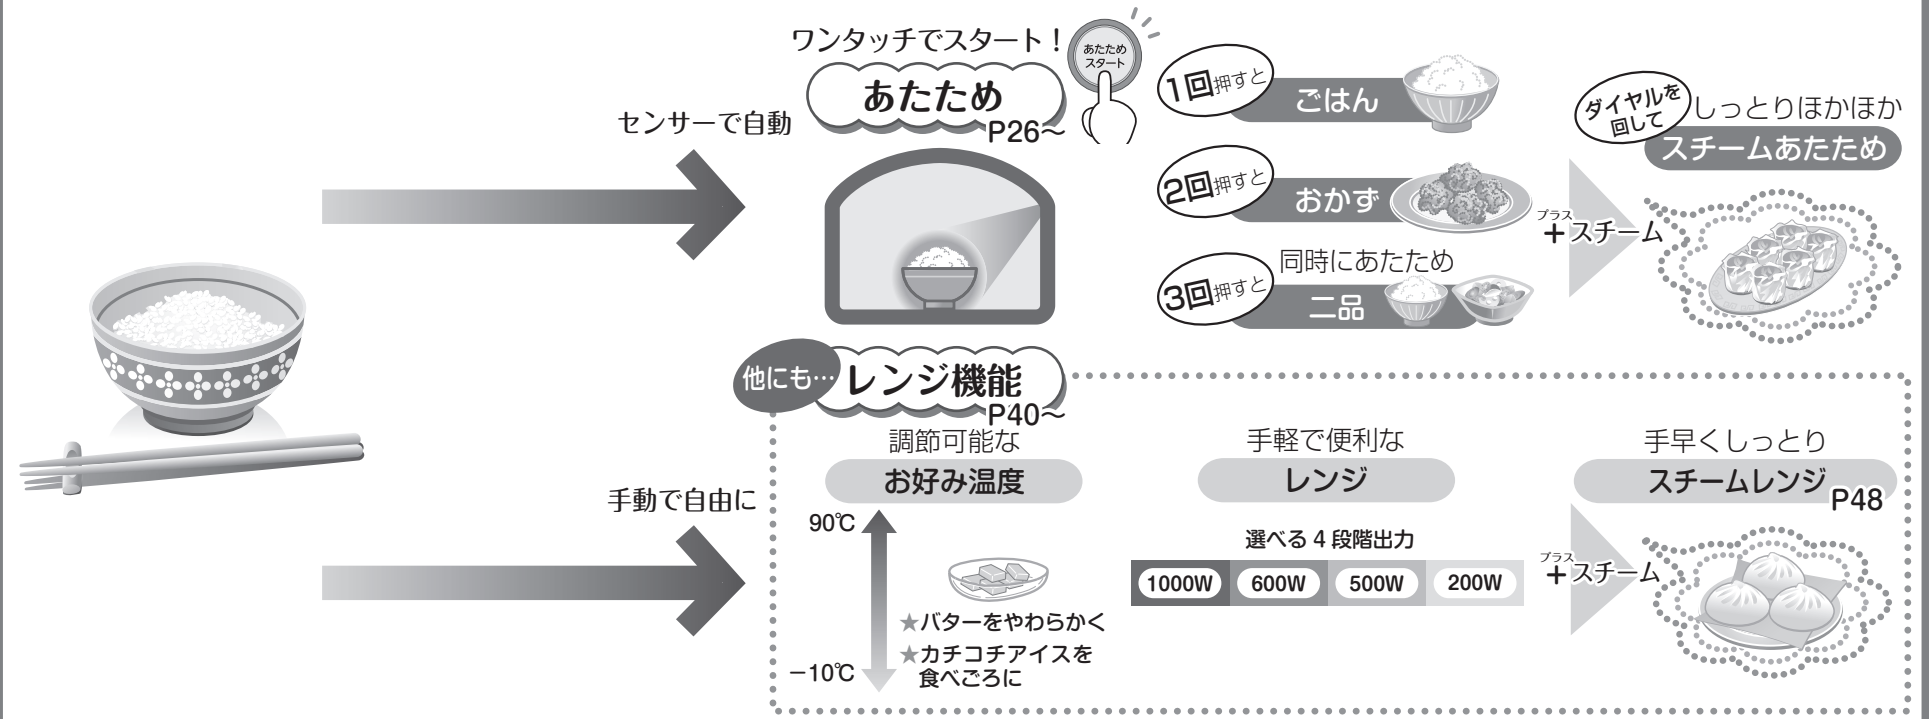 ワンタッチでスタート!
あたため
スタート
あたため
P26〜
センサーで自動
1回押すと
ごはん
2回押すと
おかず
3回押すと
同時にあたため
二品
プラス
+スチーム
ダイヤルを
回して
しっとりほかほか
スチームあたため
手動で自由に
他にも…
レンジ機能
P40〜
調節可能な
お好み温度
90℃
−10℃
★バターをやわらかく
★カチコチアイスを
食べごろに
手軽で便利な
レンジ
選べる4段階出力
1000W 600W 500W 200W
プラス
+スチーム
手早くしっとり
スチームレンジ
P48